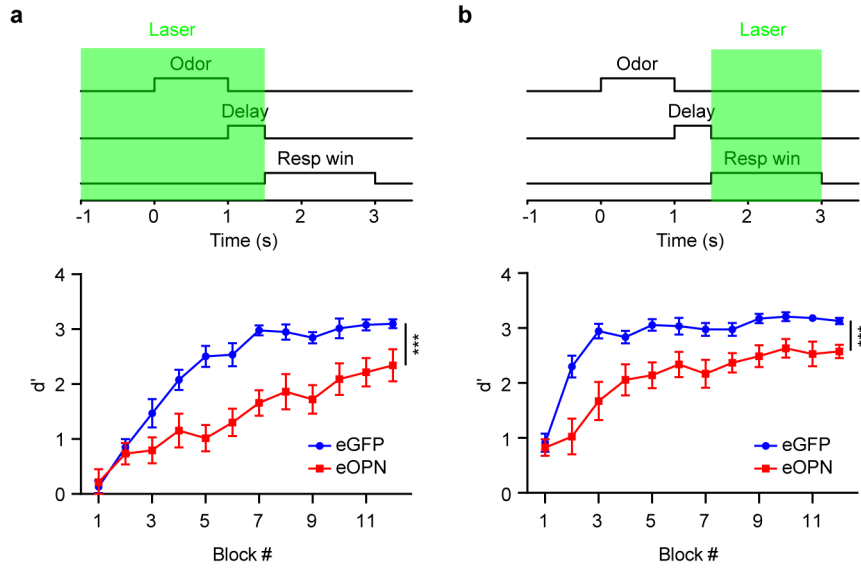 a
Laser
Odor
Delay
Resp win
-1 0 1 2 3
Time (s)
4
3
2
1
0
d'
***
eGFP
eOPN
1 3 5 7 9 11
Block #
b
Laser
Odor
Delay
Resp win
-1 0 1 2 3
Time (s)
4
3
2
1
0
d'
***
eGFP
eOPN
1 3 5 7 9 11
Block #